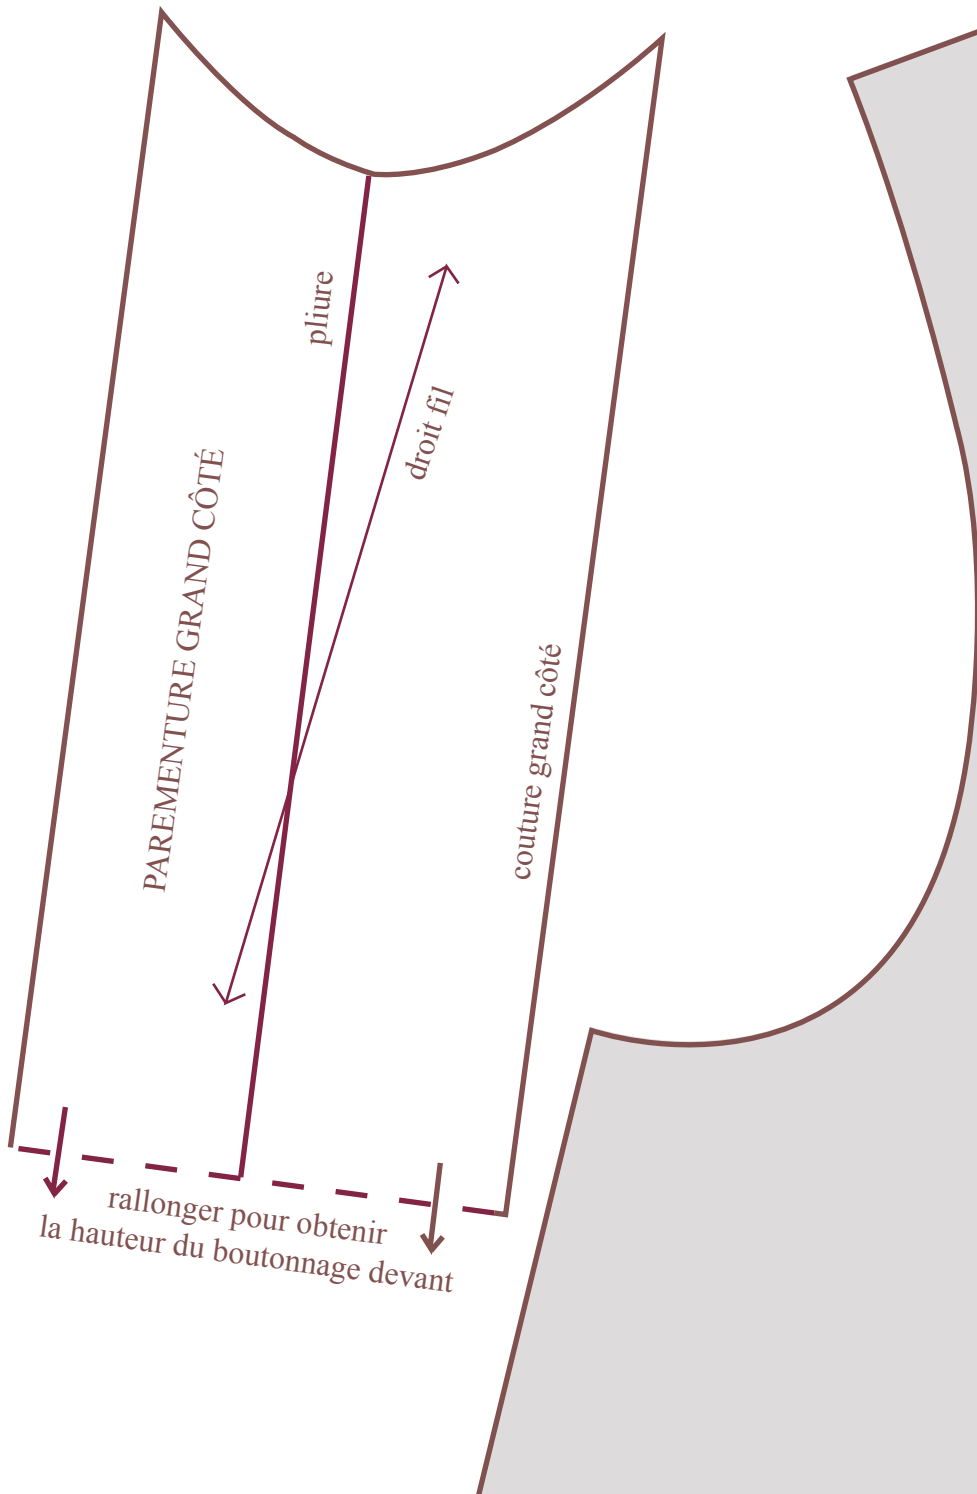 pliure
droit fil
PAREMENTURE GRAND CÔTÉ
couture grand côté
rallonger pour obtenir
la hauteur du boutonnage devant